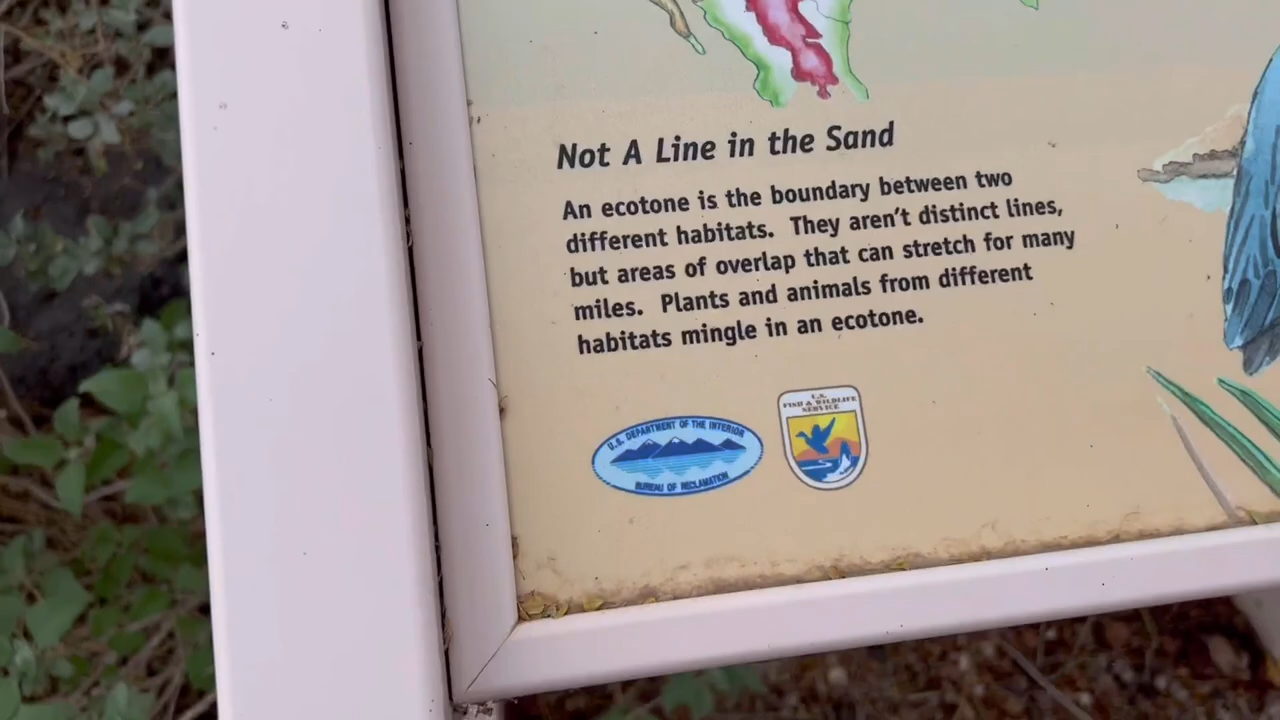 Not A Line in the Sand
An ecotone is the boundary between two
different habitats.  They aren't distinct lines,
but areas of overlap that can stretch for many
miles.  Plants and animals from different
habitats mingle in an ecotone.
U.S. DEPARTMENT OF THE INTERIOR
BUREAU OF RECLAMATION
U.S.
FISH & WILDLIFE
SERVICE